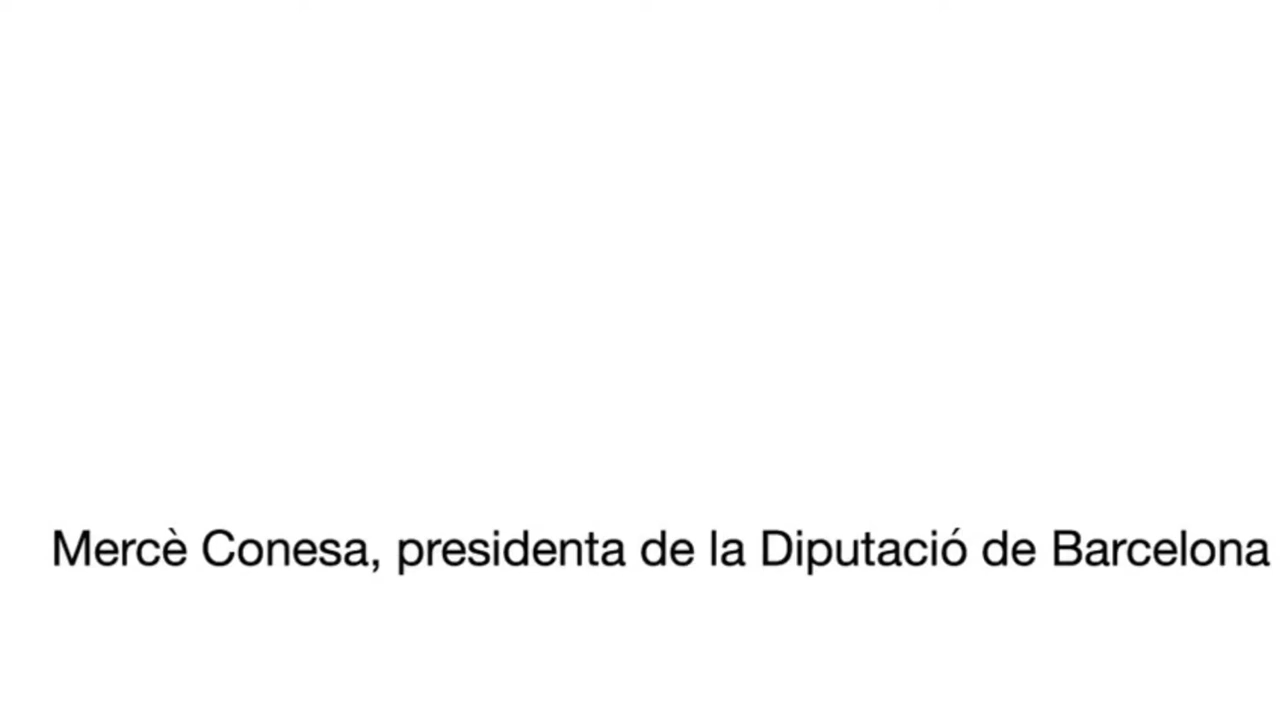 Mercè Conesa, presidenta de la Diputació de Barcelona